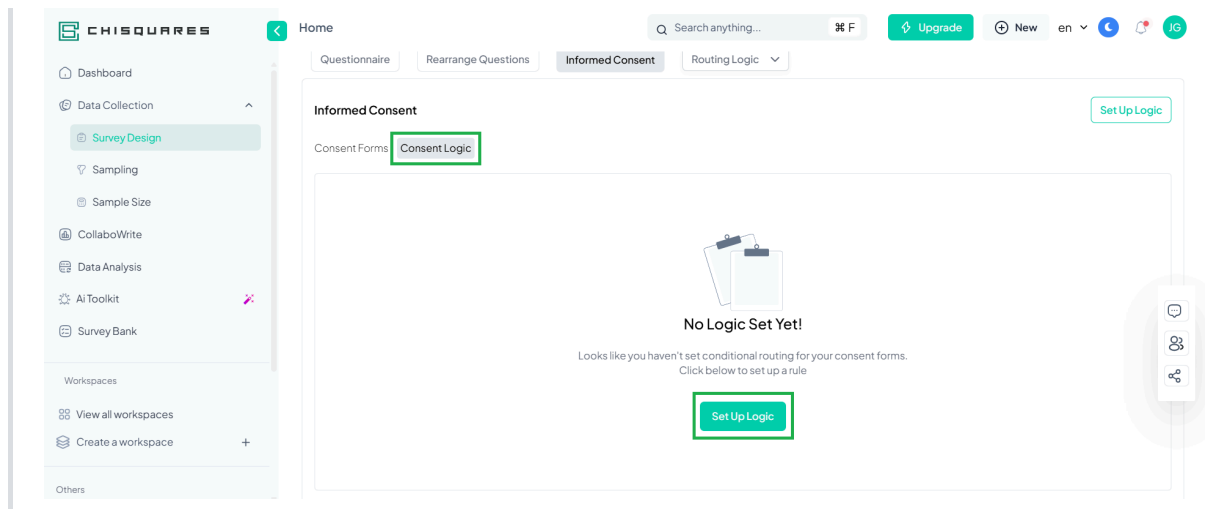 CHISQUARES
Home
Search anything...
⌘ F
Upgrade
New
en
JG
Dashboard
Data Collection
Survey Design
Sampling
Sample Size
CollaboWrite
Data Analysis
Ai Toolkit
Survey Bank
Workspaces
View all workspaces
Create a workspace +
Others
Questionnaire
Rearrange Questions
Informed Consent
Routing Logic
Informed Consent
Set Up Logic
Consent Forms
Consent Logic
No Logic Set Yet!
Looks like you haven't set conditional routing for your consent forms.
Click below to set up a rule
Set Up Logic